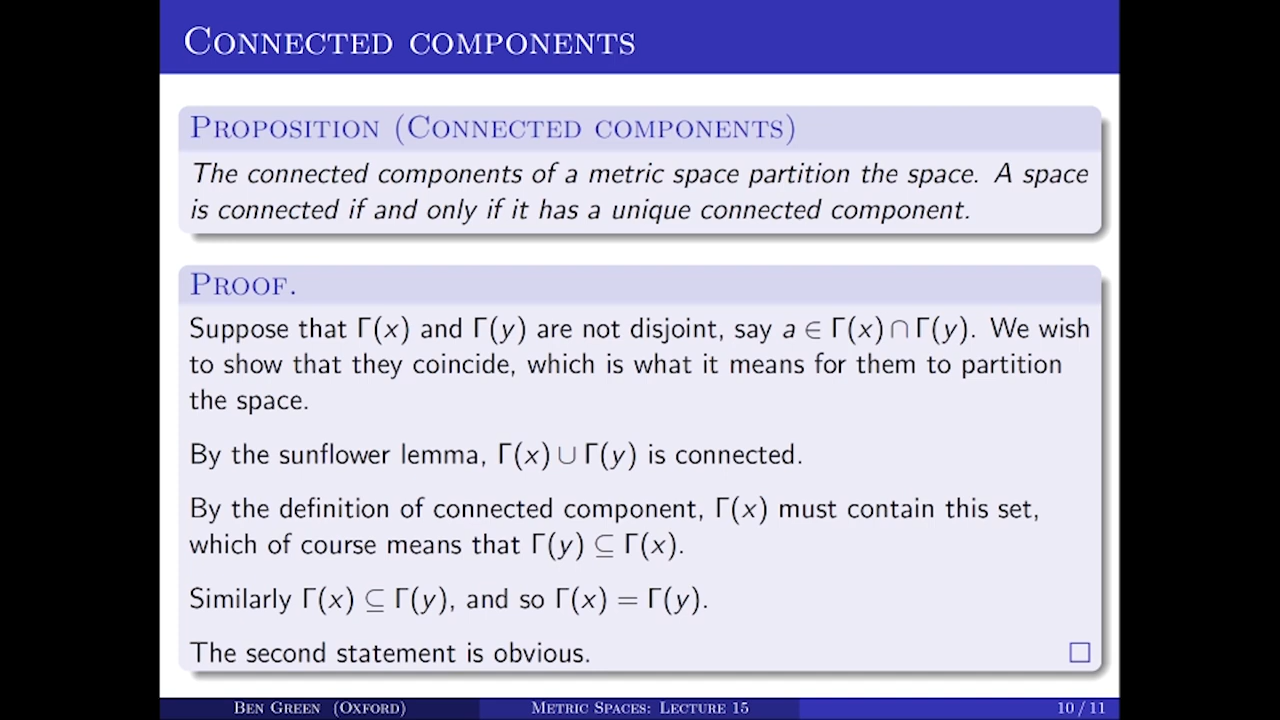 Connected components
Proposition (Connected components)
The connected components of a metric space partition the space. A space
is connected if and only if it has a unique connected component.
Proof.
Suppose that Γ(x) and Γ(y) are not disjoint, say a ∈ Γ(x) ∩ Γ(y). We wish
to show that they coincide, which is what it means for them to partition
the space.
By the sunflower lemma, Γ(x) ∪ Γ(y) is connected.
By the definition of connected component, Γ(x) must contain this set,
which of course means that Γ(y) ⊆ Γ(x).
Similarly Γ(x) ⊆ Γ(y), and so Γ(x) = Γ(y).
The second statement is obvious. □
Ben Green (Oxford) Metric Spaces: Lecture 15 10 / 11